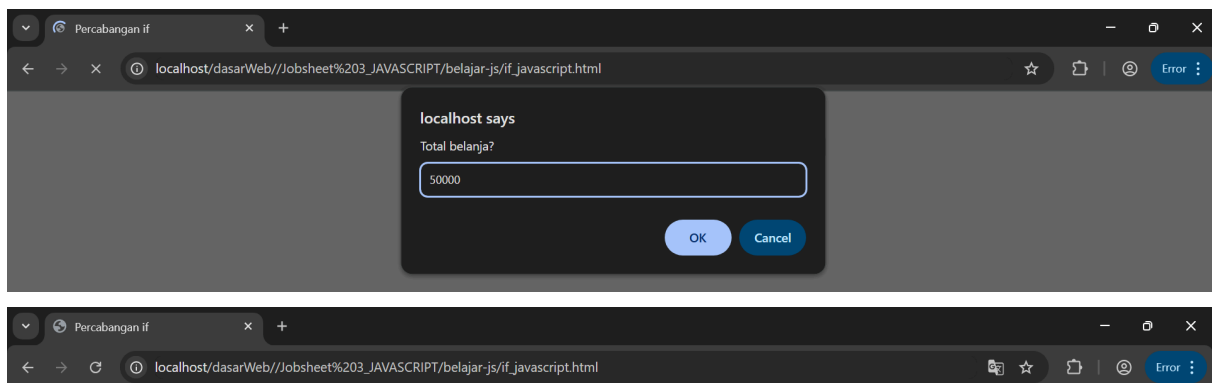 Percabangan if
localhost/dasarWeb//Jobsheet%203_JAVASCRIPT/belajar-js/if_javascript.html
Error
localhost says
Total belanja?
50000
OK
Cancel
Percabangan if
localhost/dasarWeb//Jobsheet%203_JAVASCRIPT/belajar-js/if_javascript.html
Error